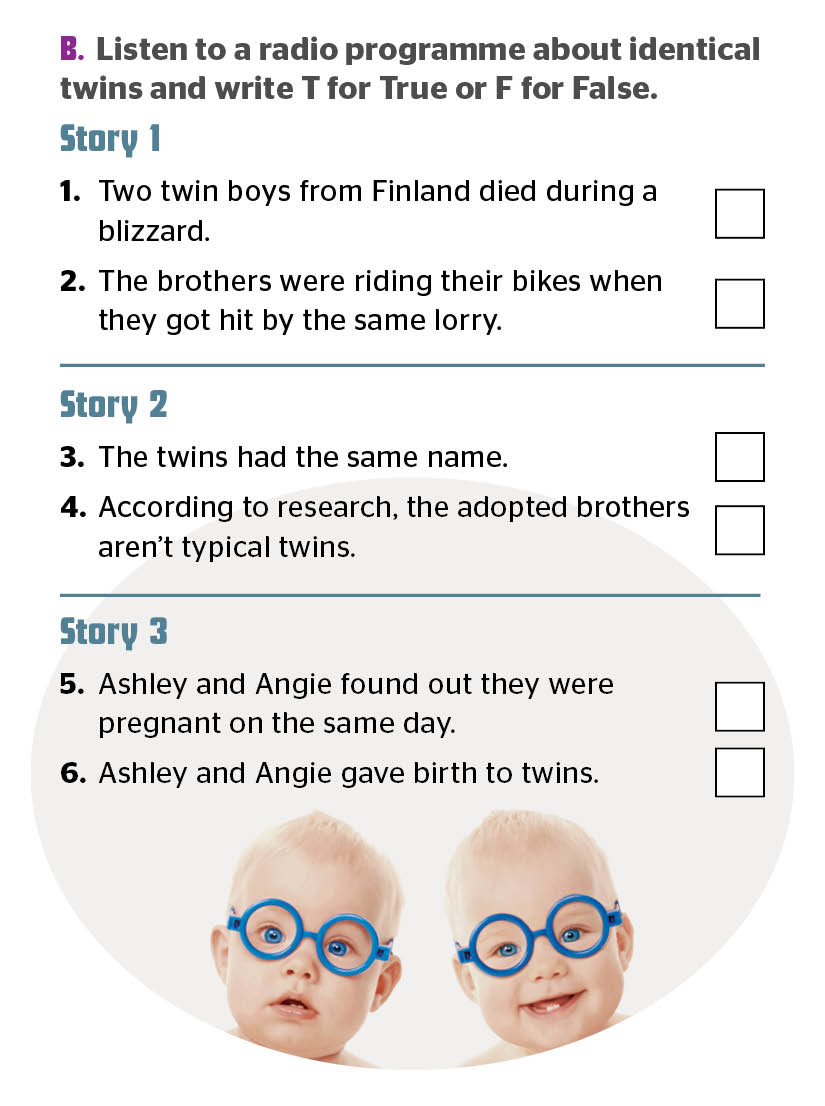 B. Listen to a radio programme about identical
twins and write T for True or F for False.
Story 1
1. Two twin boys from Finland died during a
blizzard.
2. The brothers were riding their bikes when
they got hit by the same lorry.
Story 2
3. The twins had the same name.
4. According to research, the adopted brothers
aren’t typical twins.
Story 3
5. Ashley and Angie found out they were
pregnant on the same day.
6. Ashley and Angie gave birth to twins.